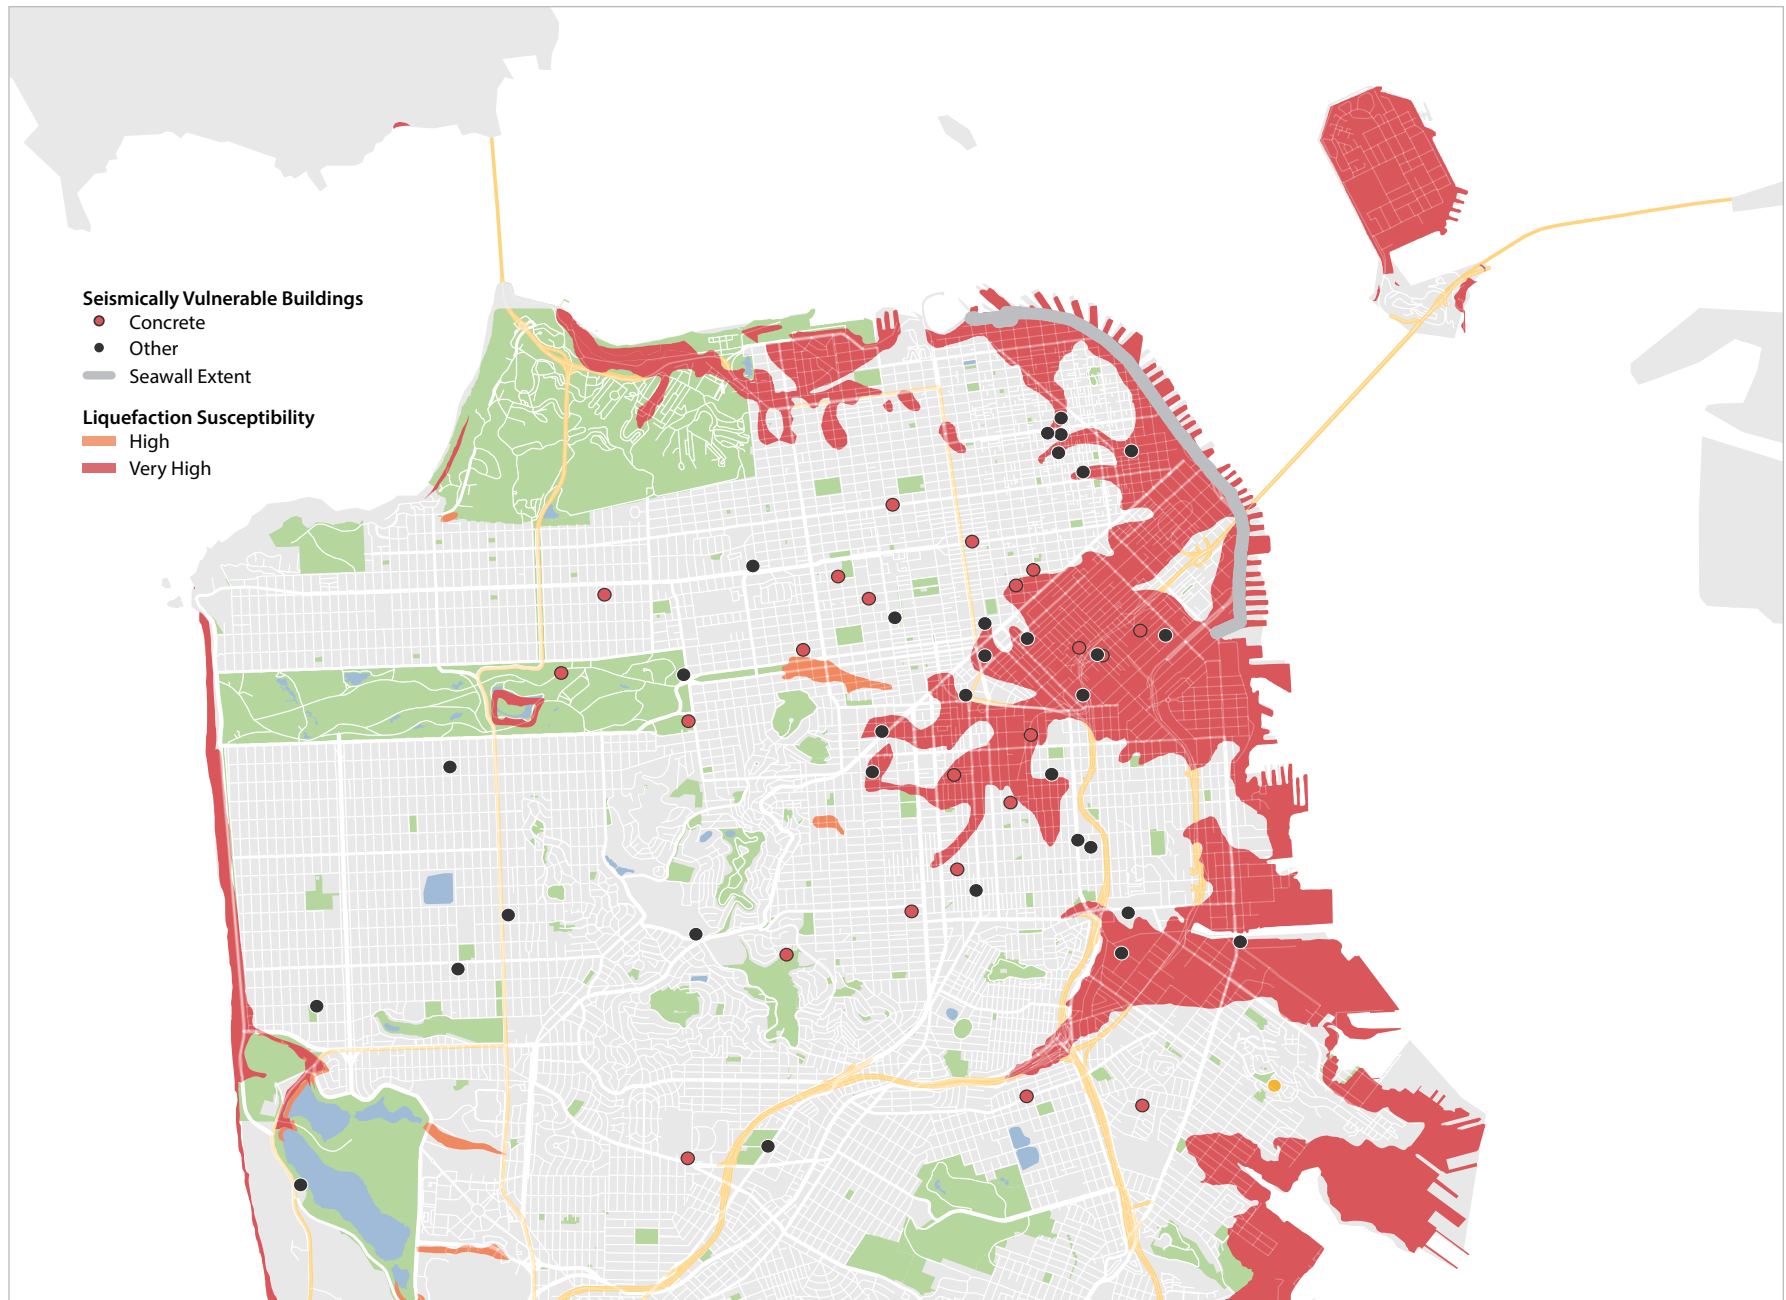 Seismically Vulnerable Buildings
Concrete
Other
Seawall Extent
Liquefaction Susceptibility
High
Very High